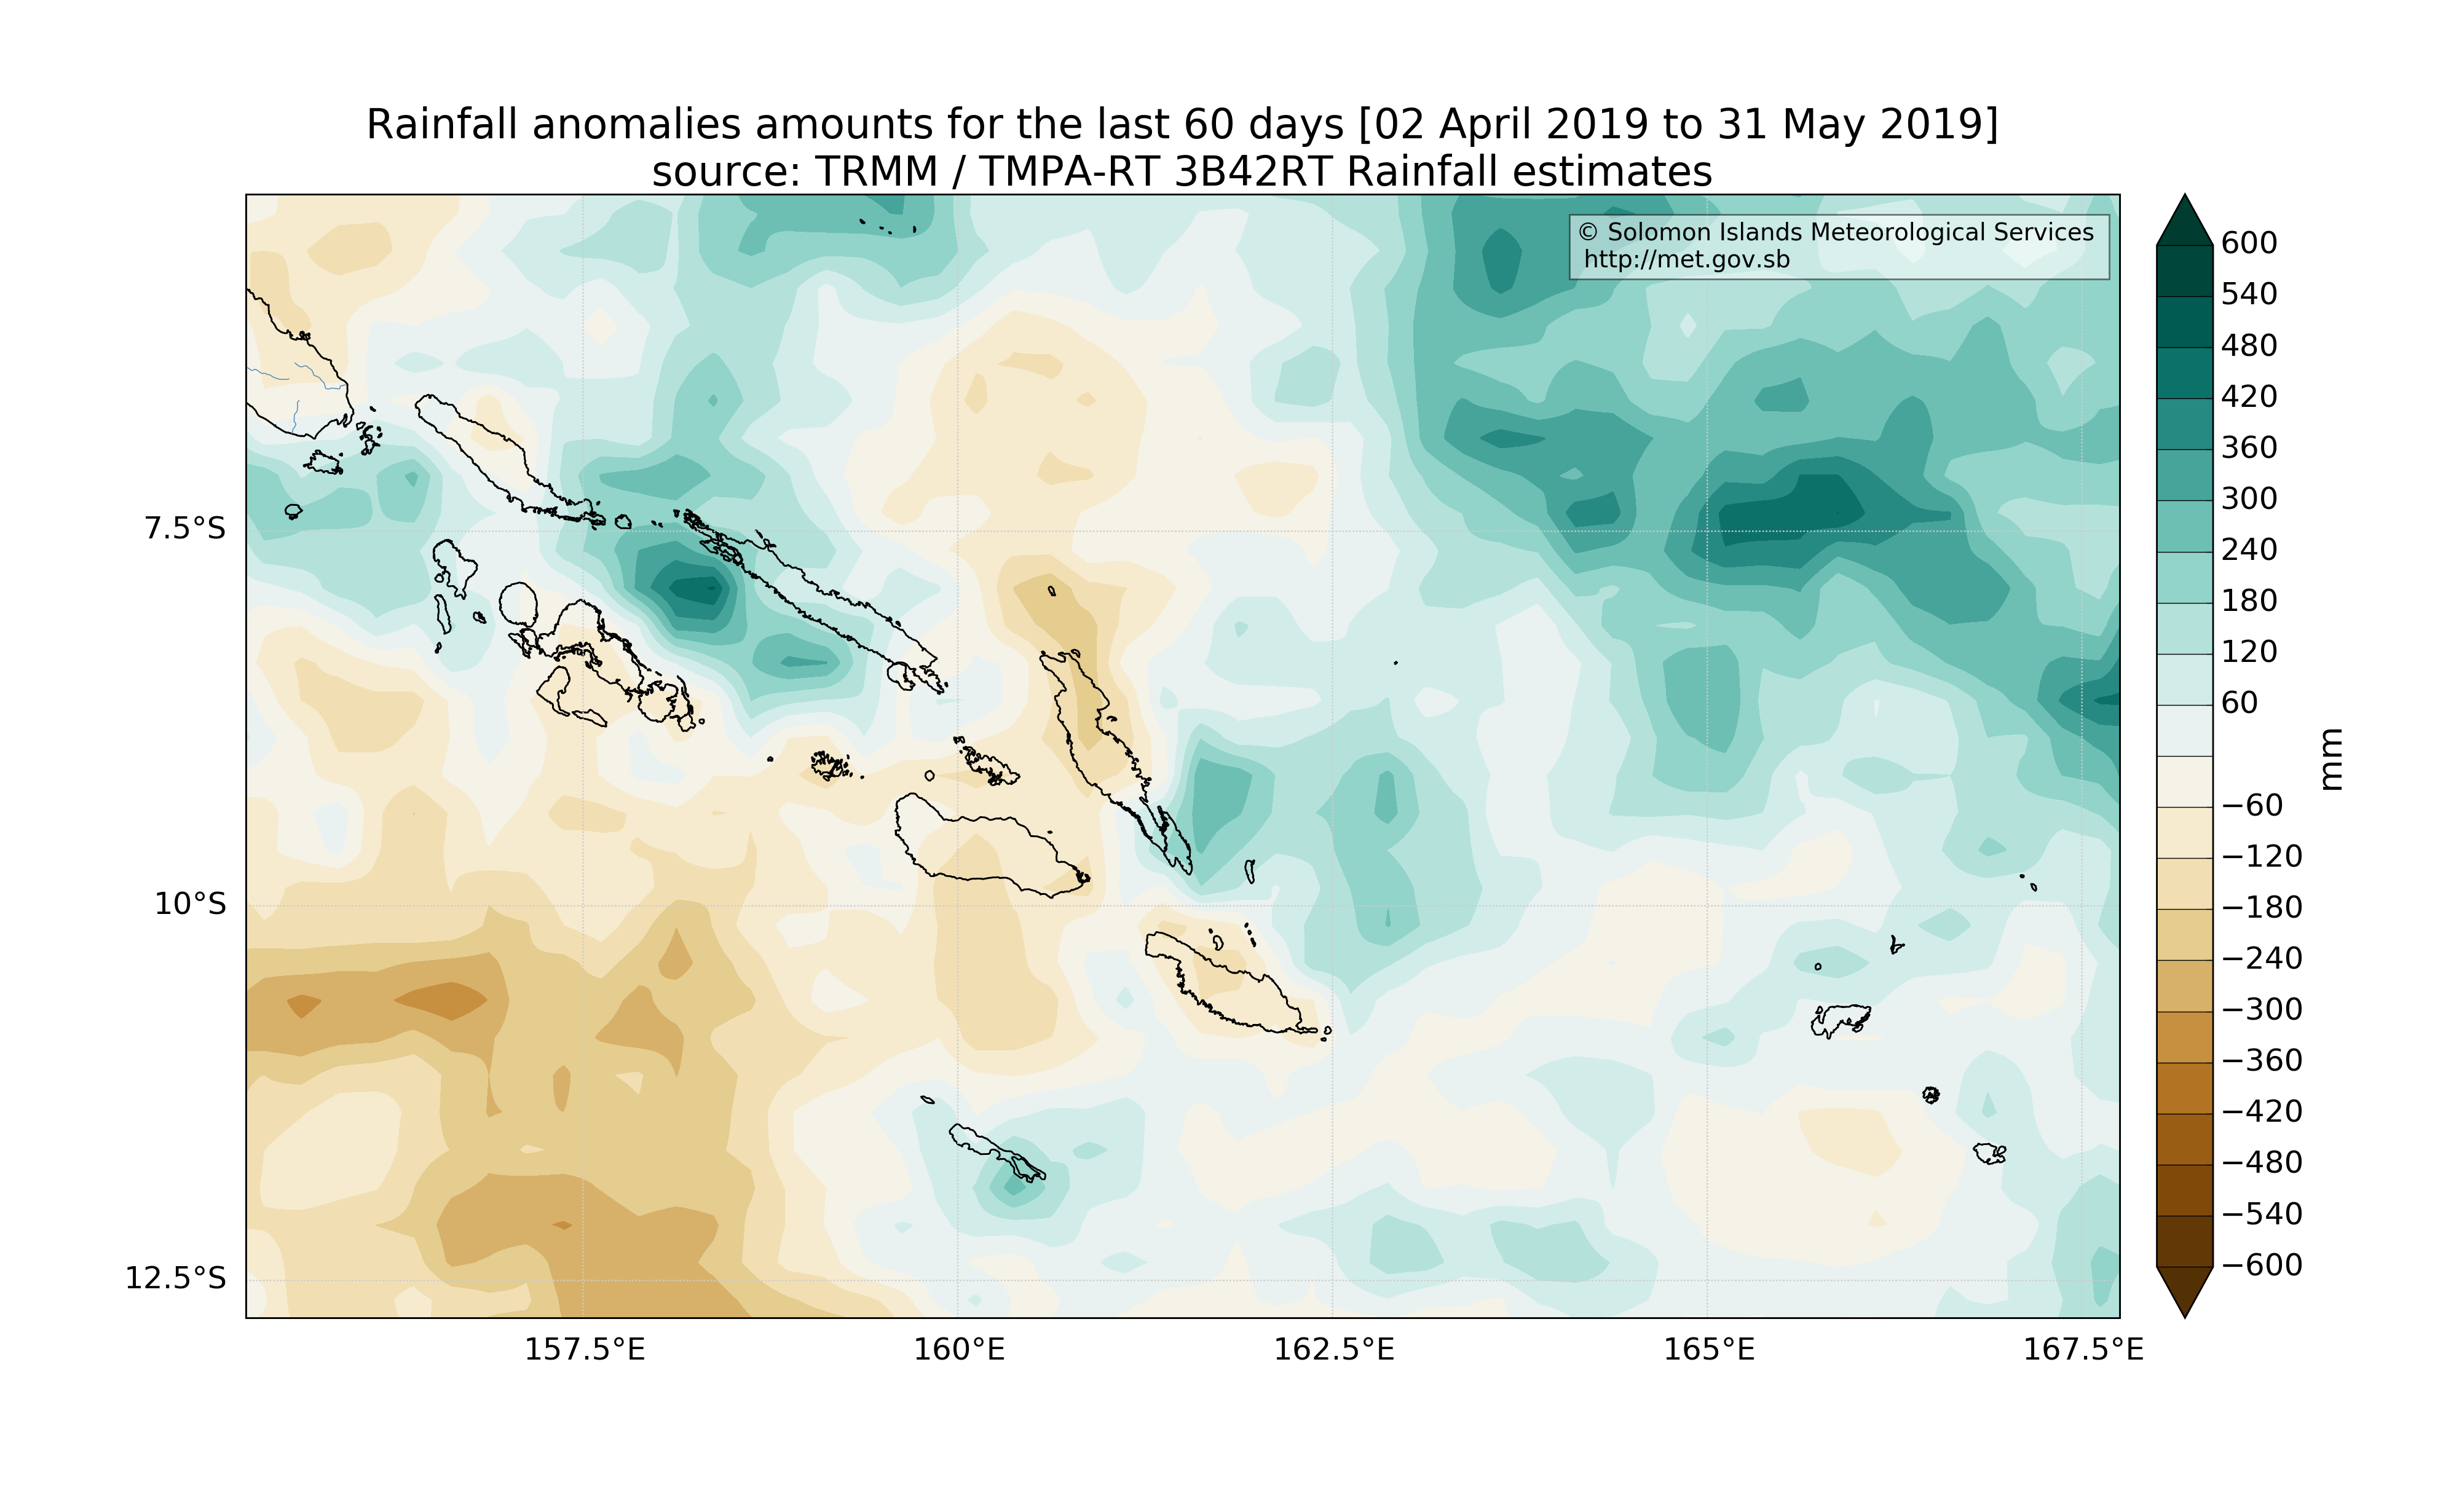 Rainfall anomalies amounts for the last 60 days [02 April 2019 to 31 May 2019]
source: TRMM / TMPA-RT 3B42RT Rainfall estimates
© Solomon Islands Meteorological Services
http://met.gov.sb
7.5°S
10°S
12.5°S
157.5°E
160°E
162.5°E
165°E
167.5°E
600
540
480
420
360
300
240
180
120
60
−60
−120
−180
−240
−300
−360
−420
−480
−540
−600
mm